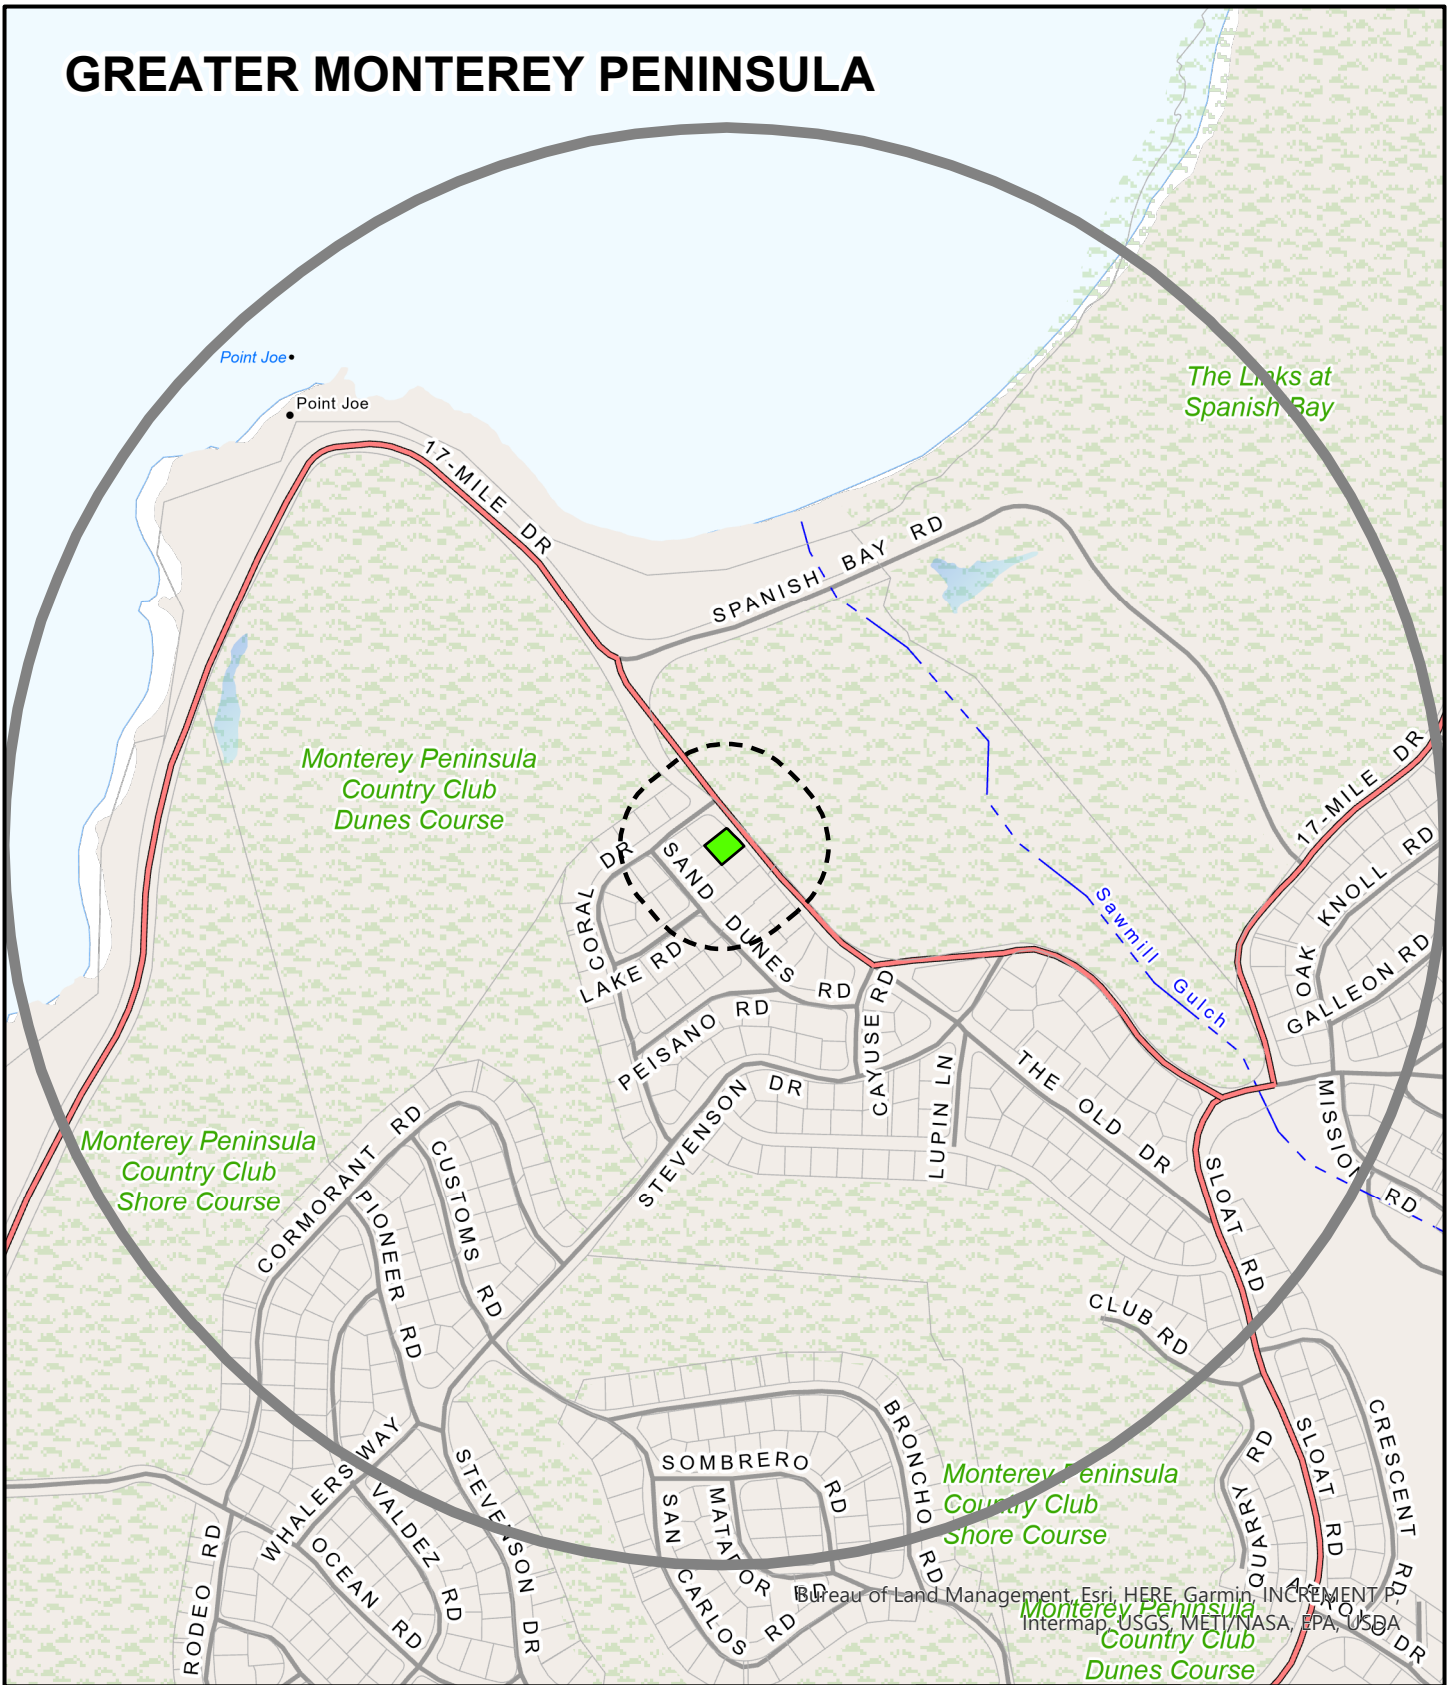 GREATER MONTEREY PENINSULA
Point Joe
Point Joe
The Links at
Spanish Bay
17-MILE DR
SPANISH BAY RD
Monterey Peninsula
Country Club
Dunes Course
17-MILE DR
CORAL DR
SAND DUNES RD
LAKE RD
OAK KNOLL RD
GALLEON RD
Sawmill Gulch
PEISANO RD
CAYUSE RD
STEVENSON DR
LUPIN LN
THE OLD DR
MISSION RD
Monterey Peninsula
Country Club
Shore Course
CORMORANT RD
CUSTOMS RD
PIONEER RD
SLOAT RD
CLUB RD
WHALERS WAY
STEVENSON DR
VALDEZ RD
OCEAN RD
RODEO RD
SOMBRERO RD
SAN CARLOS RD
MATADOR RD
BRONCHO RD
Monterey Peninsula
Country Club
Shore Course
QUARRY RD
SLOAT RD
CRESCENT RD
Bureau of Land Management, Esri, HERE, Garmin, INCREMENT P,
Intermap, USGS, METI/NASA, EPA, USDA
Monterey Peninsula
Country Club
Dunes Course